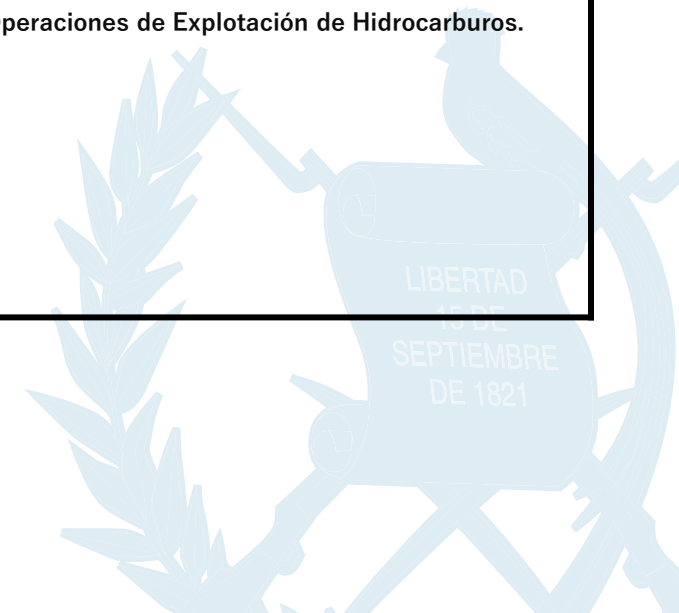 peraciones de Explotación de Hidrocarburos.
LIBERTAD
15 DE
SEPTIEMBRE
DE 1821